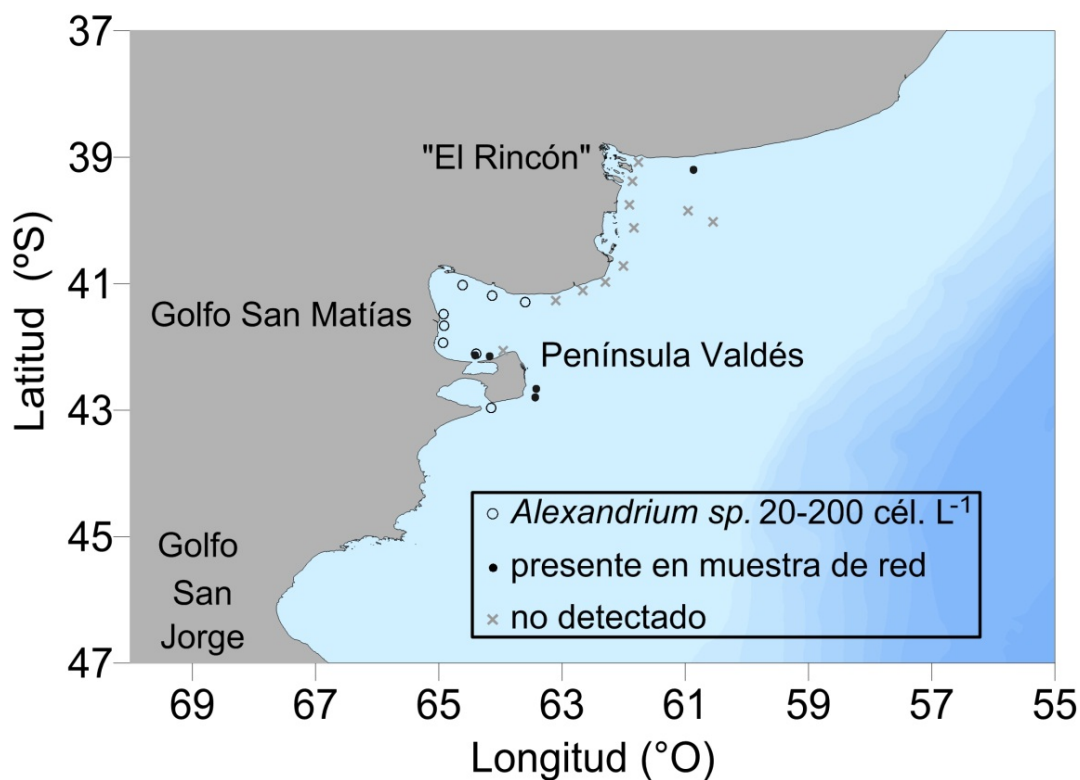 37
39
41
43
45
47
Latitud (ºS)
"El Rincón"
Golfo San Matías
Península Valdés
Golfo
San
Jorge
Alexandrium sp. 20-200 cél. L⁻¹
presente en muestra de red
no detectado
69
67
65
63
61
59
57
55
Longitud (°O)